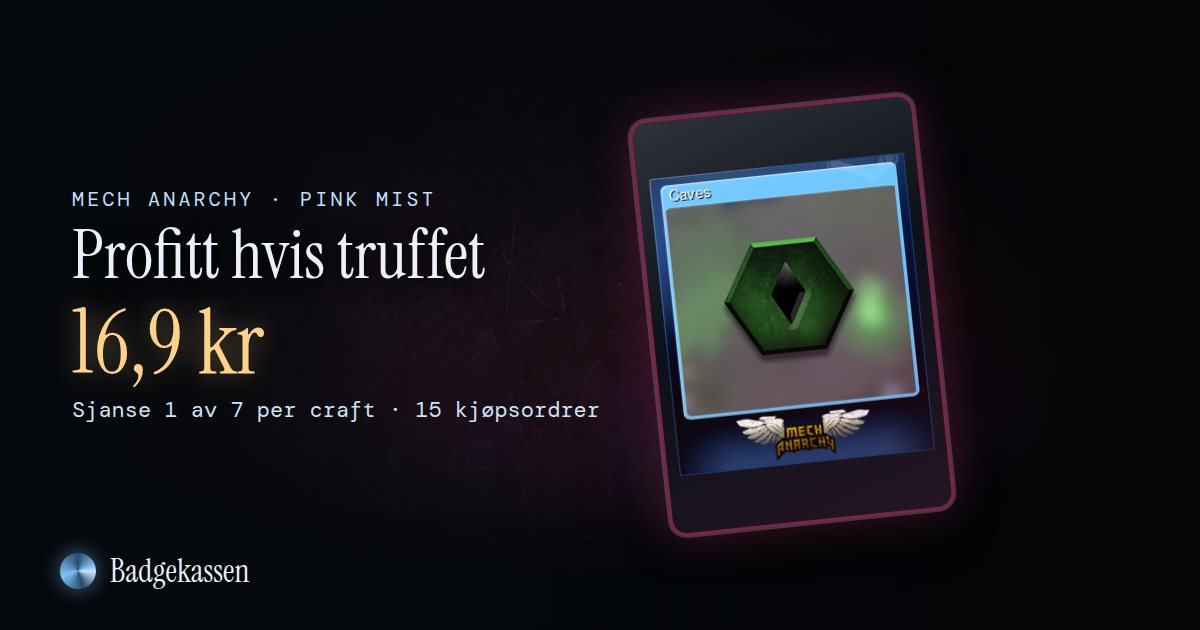 MECH ANARCHY · PINK MIST
Profitt hvis truffet
16,9 kr
Sjanse 1 av 7 per craft · 15 kjøpsordrer
Caves
MECH
ANARCHY
Badgekassen